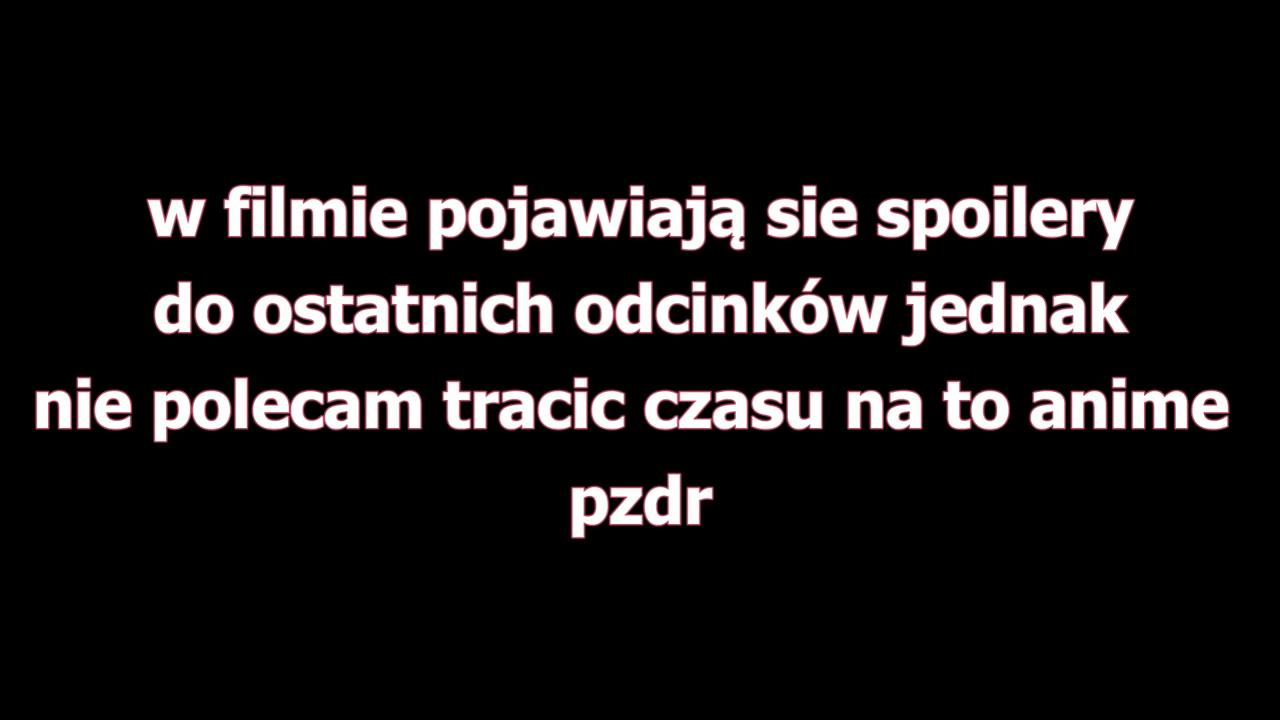 w filmie pojawiają sie spoilery
do ostatnich odcinków jednak
nie polecam tracic czasu na to anime
pzdr